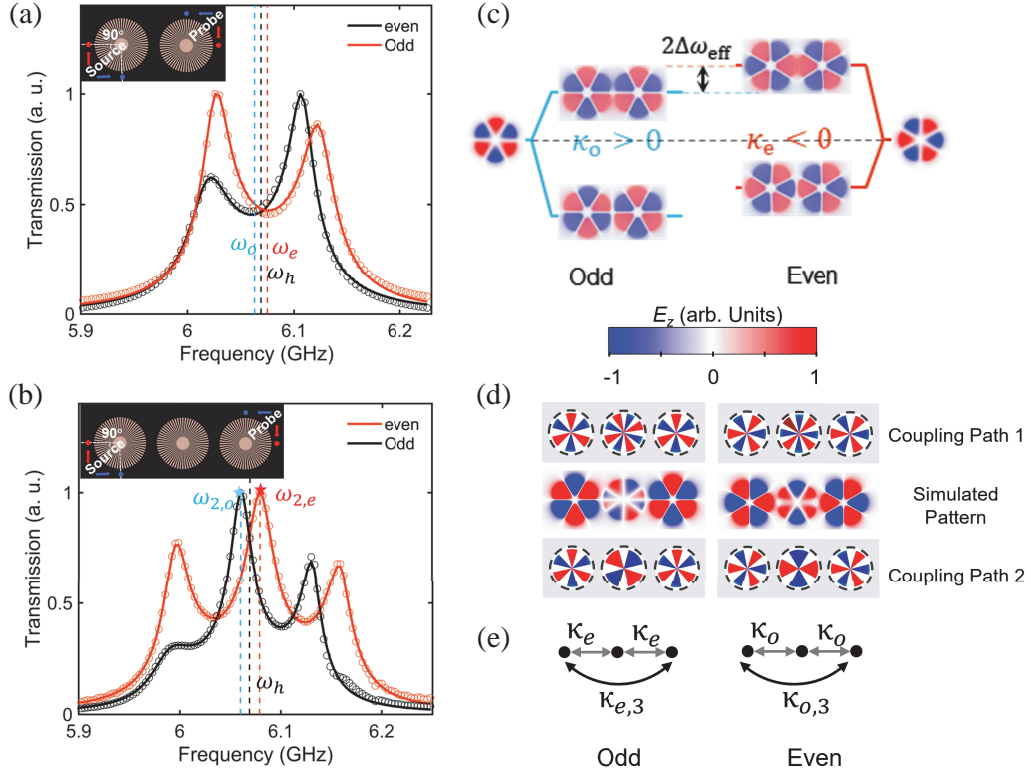 (a)
90°
Source
Probe
even
Odd
Transmission (a. u.)
1
0.5
0
ω_o
ω_e
ω_h
5.9
6
6.1
6.2
Frequency (GHz)
(b)
90°
Source
Probe
even
Odd
Transmission (a. u.)
1
0.5
0
ω_{2,o}
ω_{2,e}
ω_h
5.9
6
6.1
6.2
Frequency (GHz)
(c)
2Δω_eff
κ_o > 0
κ_e < 0
Odd
Even
E_z (arb. Units)
-1
0
1
(d)
Coupling Path 1
Simulated
Pattern
Coupling Path 2
(e)
κ_e
κ_e
κ_o
κ_o
κ_{e,3}
κ_{o,3}
Odd
Even